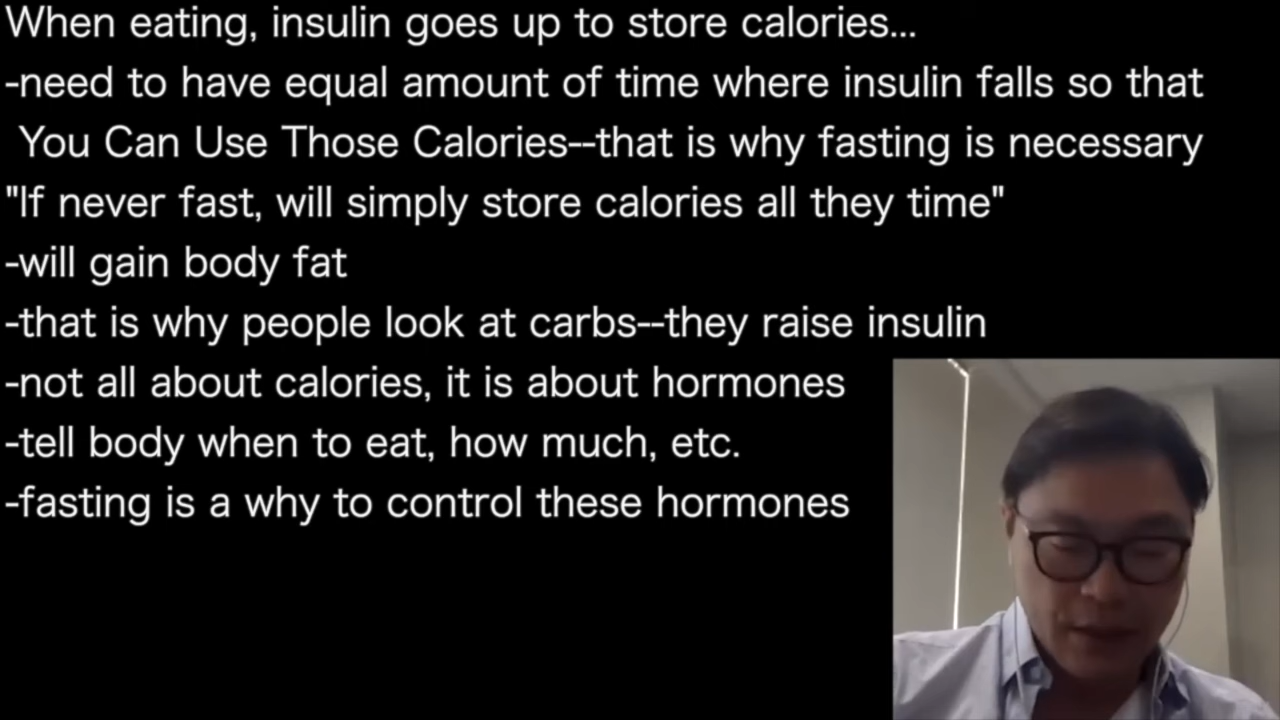 When eating, insulin goes up to store calories...
-need to have equal amount of time where insulin falls so that
You Can Use Those Calories--that is why fasting is necessary
"If never fast, will simply store calories all they time"
-will gain body fat
-that is why people look at carbs--they raise insulin
-not all about calories, it is about hormones
-tell body when to eat, how much, etc.
-fasting is a why to control these hormones